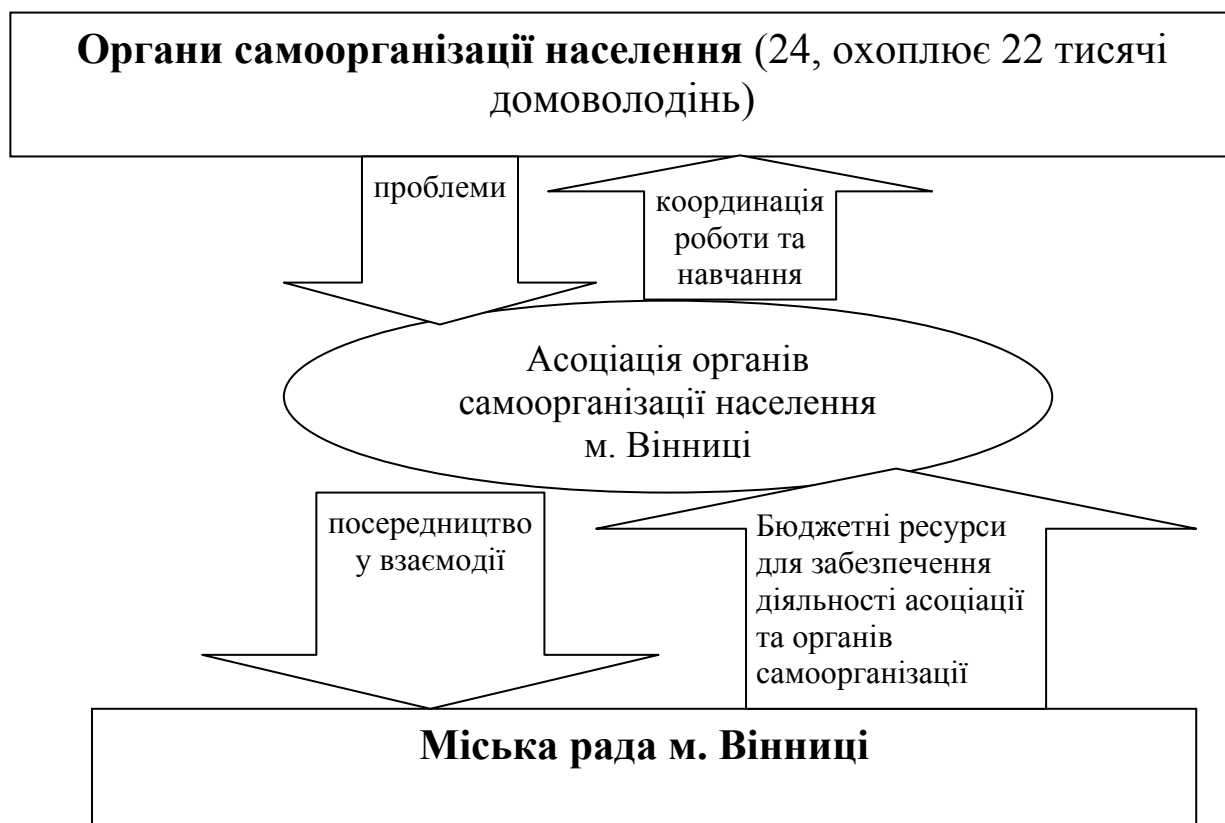 Органи самоорганізації населення (24, охоплює 22 тисячі
домоволодінь)
проблеми
координація
роботи та
навчання
Асоціація органів
самоорганізації населення
м. Вінниці
посередництво
у взаємодії
Бюджетні ресурси
для забезпечення
діяльності асоціації
та органів
самоорганізації
Міська рада м. Вінниці